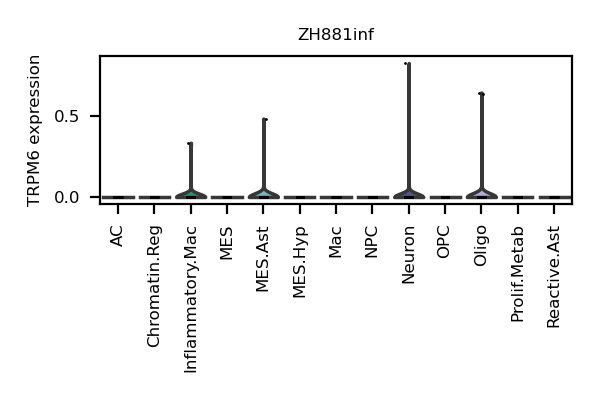 ZH881inf
TRPM6 expression
0.5
0.0
AC
Chromatin.Reg
Inflammatory.Mac
MES
MES.Ast
MES.Hyp
Mac
NPC
Neuron
OPC
Oligo
Prolif.Metab
Reactive.Ast